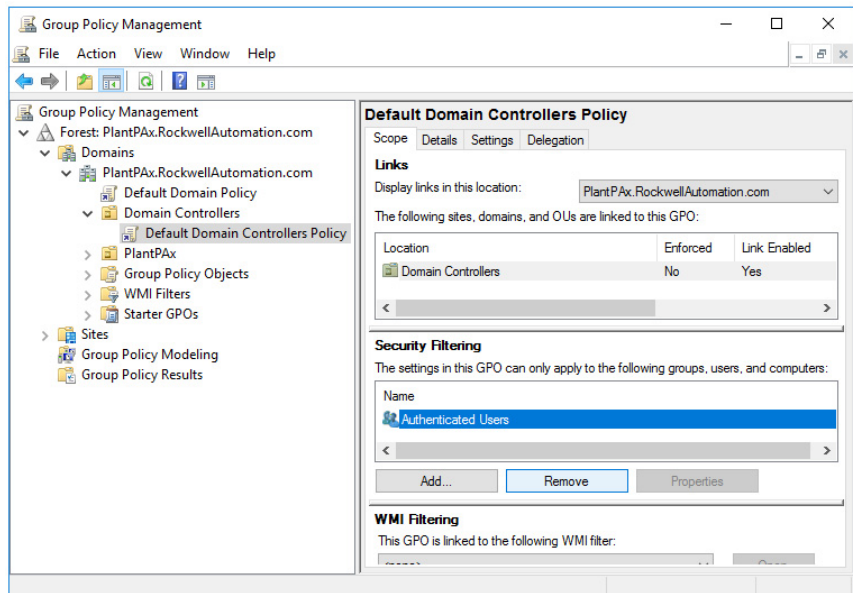 Group Policy Management
File Action View Window Help
Group Policy Management
Forest: PlantPAx.RockwellAutomation.com
Domains
PlantPAx.RockwellAutomation.com
Default Domain Policy
Domain Controllers
Default Domain Controllers Policy
PlantPAx
Group Policy Objects
WMI Filters
Starter GPOs
Sites
Group Policy Modeling
Group Policy Results
Default Domain Controllers Policy
Scope Details Settings Delegation
Links
Display links in this location: PlantPAx.RockwellAutomation.com
The following sites, domains, and OUs are linked to this GPO:
Location Enforced Link Enabled
Domain Controllers No Yes
Security Filtering
The settings in this GPO can only apply to the following groups, users, and computers:
Name
Authenticated Users
Add... Remove Properties
WMI Filtering
This GPO is linked to the following WMI filter: